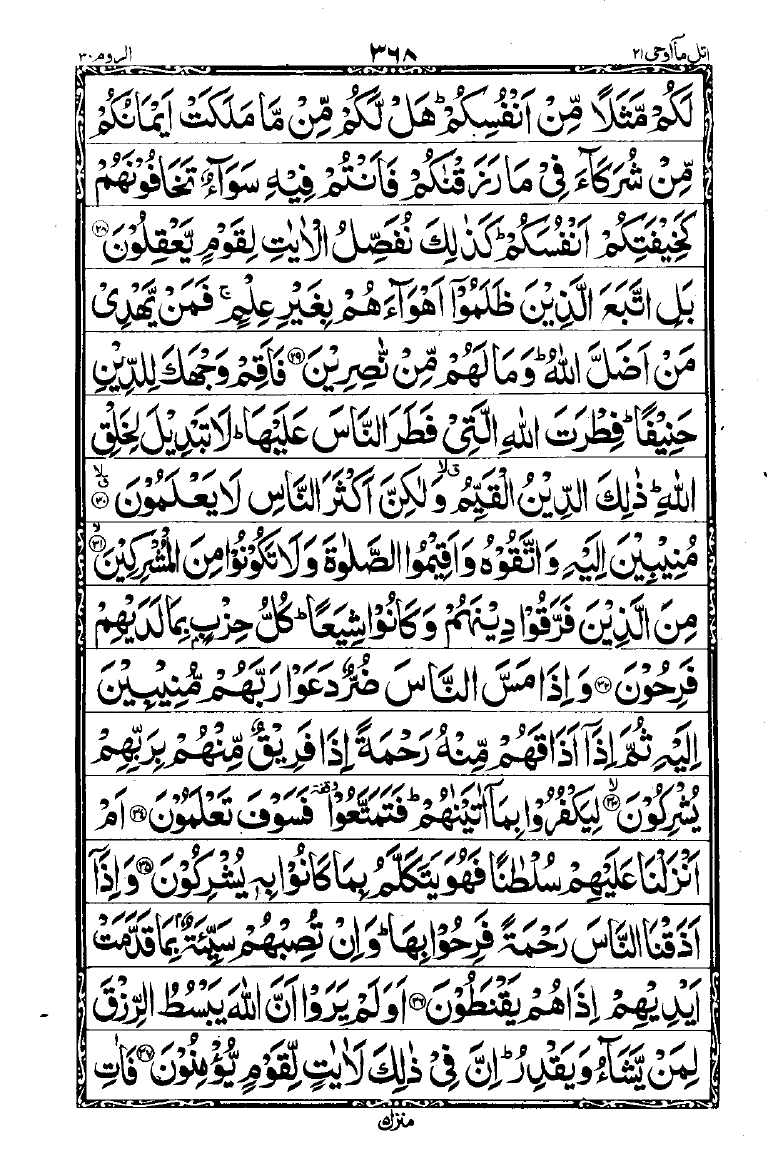 اتل ما اوحی ۲۱ ۳۶۸ الروم ۳۰
لَكُمْ مَّثَلًا مِّنْ اَنْفُسِكُمْ ؕ هَلْ لَّكُمْ مِّنْ مَّا مَلَكَتْ اَيْمَانُكُمْ
مِّنْ شُرَكَآءَ فِىْ مَا رَزَقْنٰكُمْ فَاَنْتُمْ فِيْهِ سَوَآءٌ تَخَافُوْنَهُمْ
كَخِيْفَتِكُمْ اَنْفُسَكُمْ ؕ كَذٰلِكَ نُفَصِّلُ الْاٰيٰتِ لِقَوْمٍ يَّعْقِلُوْنَ ۲۸
بَلِ اتَّبَعَ الَّذِيْنَ ظَلَمُوْۤا اَهْوَآءَهُمْ بِغَيْرِ عِلْمٍ ۚ فَمَنْ يَّهْدِىْ
مَنْ اَضَلَّ اللّٰهُ ؕ وَمَا لَهُمْ مِّنْ نّٰصِرِيْنَ ۲۹ فَاَقِمْ وَجْهَكَ لِلدِّيْنِ
حَنِيْفًا ؕ فِطْرَتَ اللّٰهِ الَّتِىْ فَطَرَ النَّاسَ عَلَيْهَا ؕ لَا تَبْدِيْلَ لِخَلْقِ
اللّٰهِ ؕ ذٰلِكَ الدِّيْنُ الْقَيِّمُ ۙق وَلٰكِنَّ اَكْثَرَ النَّاسِ لَا يَعْلَمُوْنَ ۳۰ ۙق
مُنِيْبِيْنَ اِلَيْهِ وَاتَّقُوْهُ وَاَقِيْمُوا الصَّلٰوةَ وَلَا تَكُوْنُوْا مِنَ الْمُشْرِكِيْنَ ۳۱ ۙ
مِنَ الَّذِيْنَ فَرَّقُوْا دِيْنَهُمْ وَكَانُوْا شِيَعًا ؕ كُلُّ حِزْبٍۭ بِمَا لَدَيْهِمْ
فَرِحُوْنَ ۳۲ وَاِذَا مَسَّ النَّاسَ ضُرٌّ دَعَوْا رَبَّهُمْ مُّنِيْبِيْنَ
اِلَيْهِ ثُمَّ اِذَاۤ اَذَاقَهُمْ مِّنْهُ رَحْمَةً اِذَا فَرِيْقٌ مِّنْهُمْ بِرَبِّهِمْ
يُشْرِكُوْنَ ۳۳ ۙ لِيَكْفُرُوْا بِمَاۤ اٰتَيْنٰهُمْ ؕ فَتَمَتَّعُوْا وقفة فَسَوْفَ تَعْلَمُوْنَ ۳۴ اَمْ
اَنْزَلْنَا عَلَيْهِمْ سُلْطٰنًا فَهُوَ يَتَكَلَّمُ بِمَا كَانُوْا بِهٖ يُشْرِكُوْنَ ۳۵ وَاِذَاۤ
اَذَقْنَا النَّاسَ رَحْمَةً فَرِحُوْا بِهَا ؕ وَاِنْ تُصِبْهُمْ سَيِّئَةٌۢ بِمَا قَدَّمَتْ
اَيْدِيْهِمْ اِذَا هُمْ يَقْنَطُوْنَ ۳۶ اَوَلَمْ يَرَوْا اَنَّ اللّٰهَ يَبْسُطُ الرِّزْقَ
لِمَنْ يَّشَآءُ وَيَقْدِرُ ؕ اِنَّ فِىْ ذٰلِكَ لَاٰيٰتٍ لِّقَوْمٍ يُّؤْمِنُوْنَ ۳۷ فَاٰتِ
منزل ۵